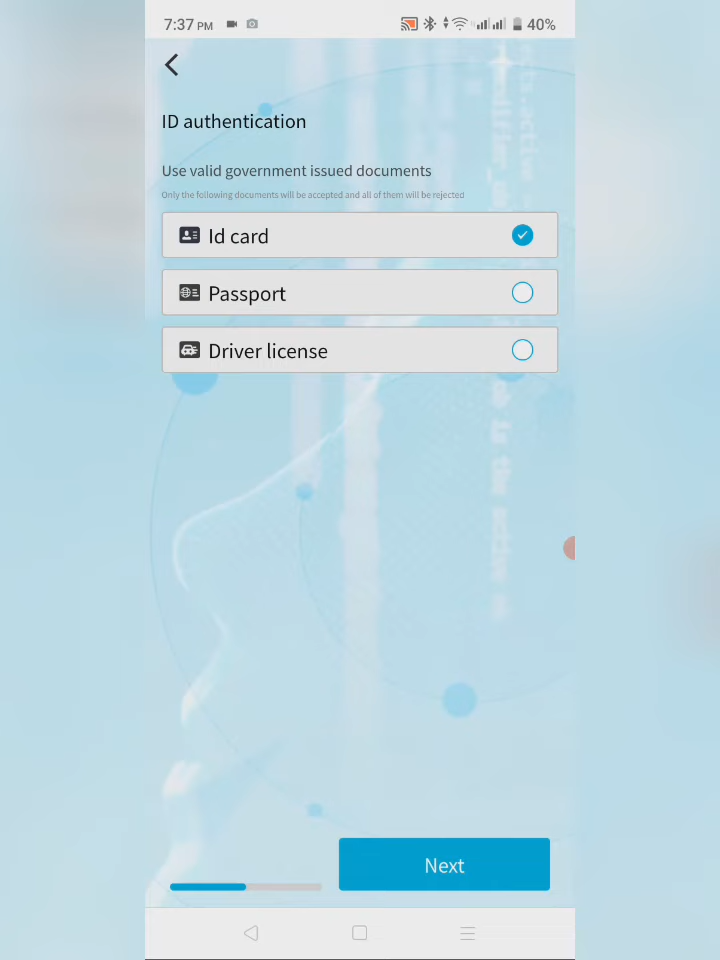 7:37 PM
40%
ID authentication
Use valid government issued documents
Only the following documents will be accepted and all of them will be rejected
Id card
Passport
Driver license
Next